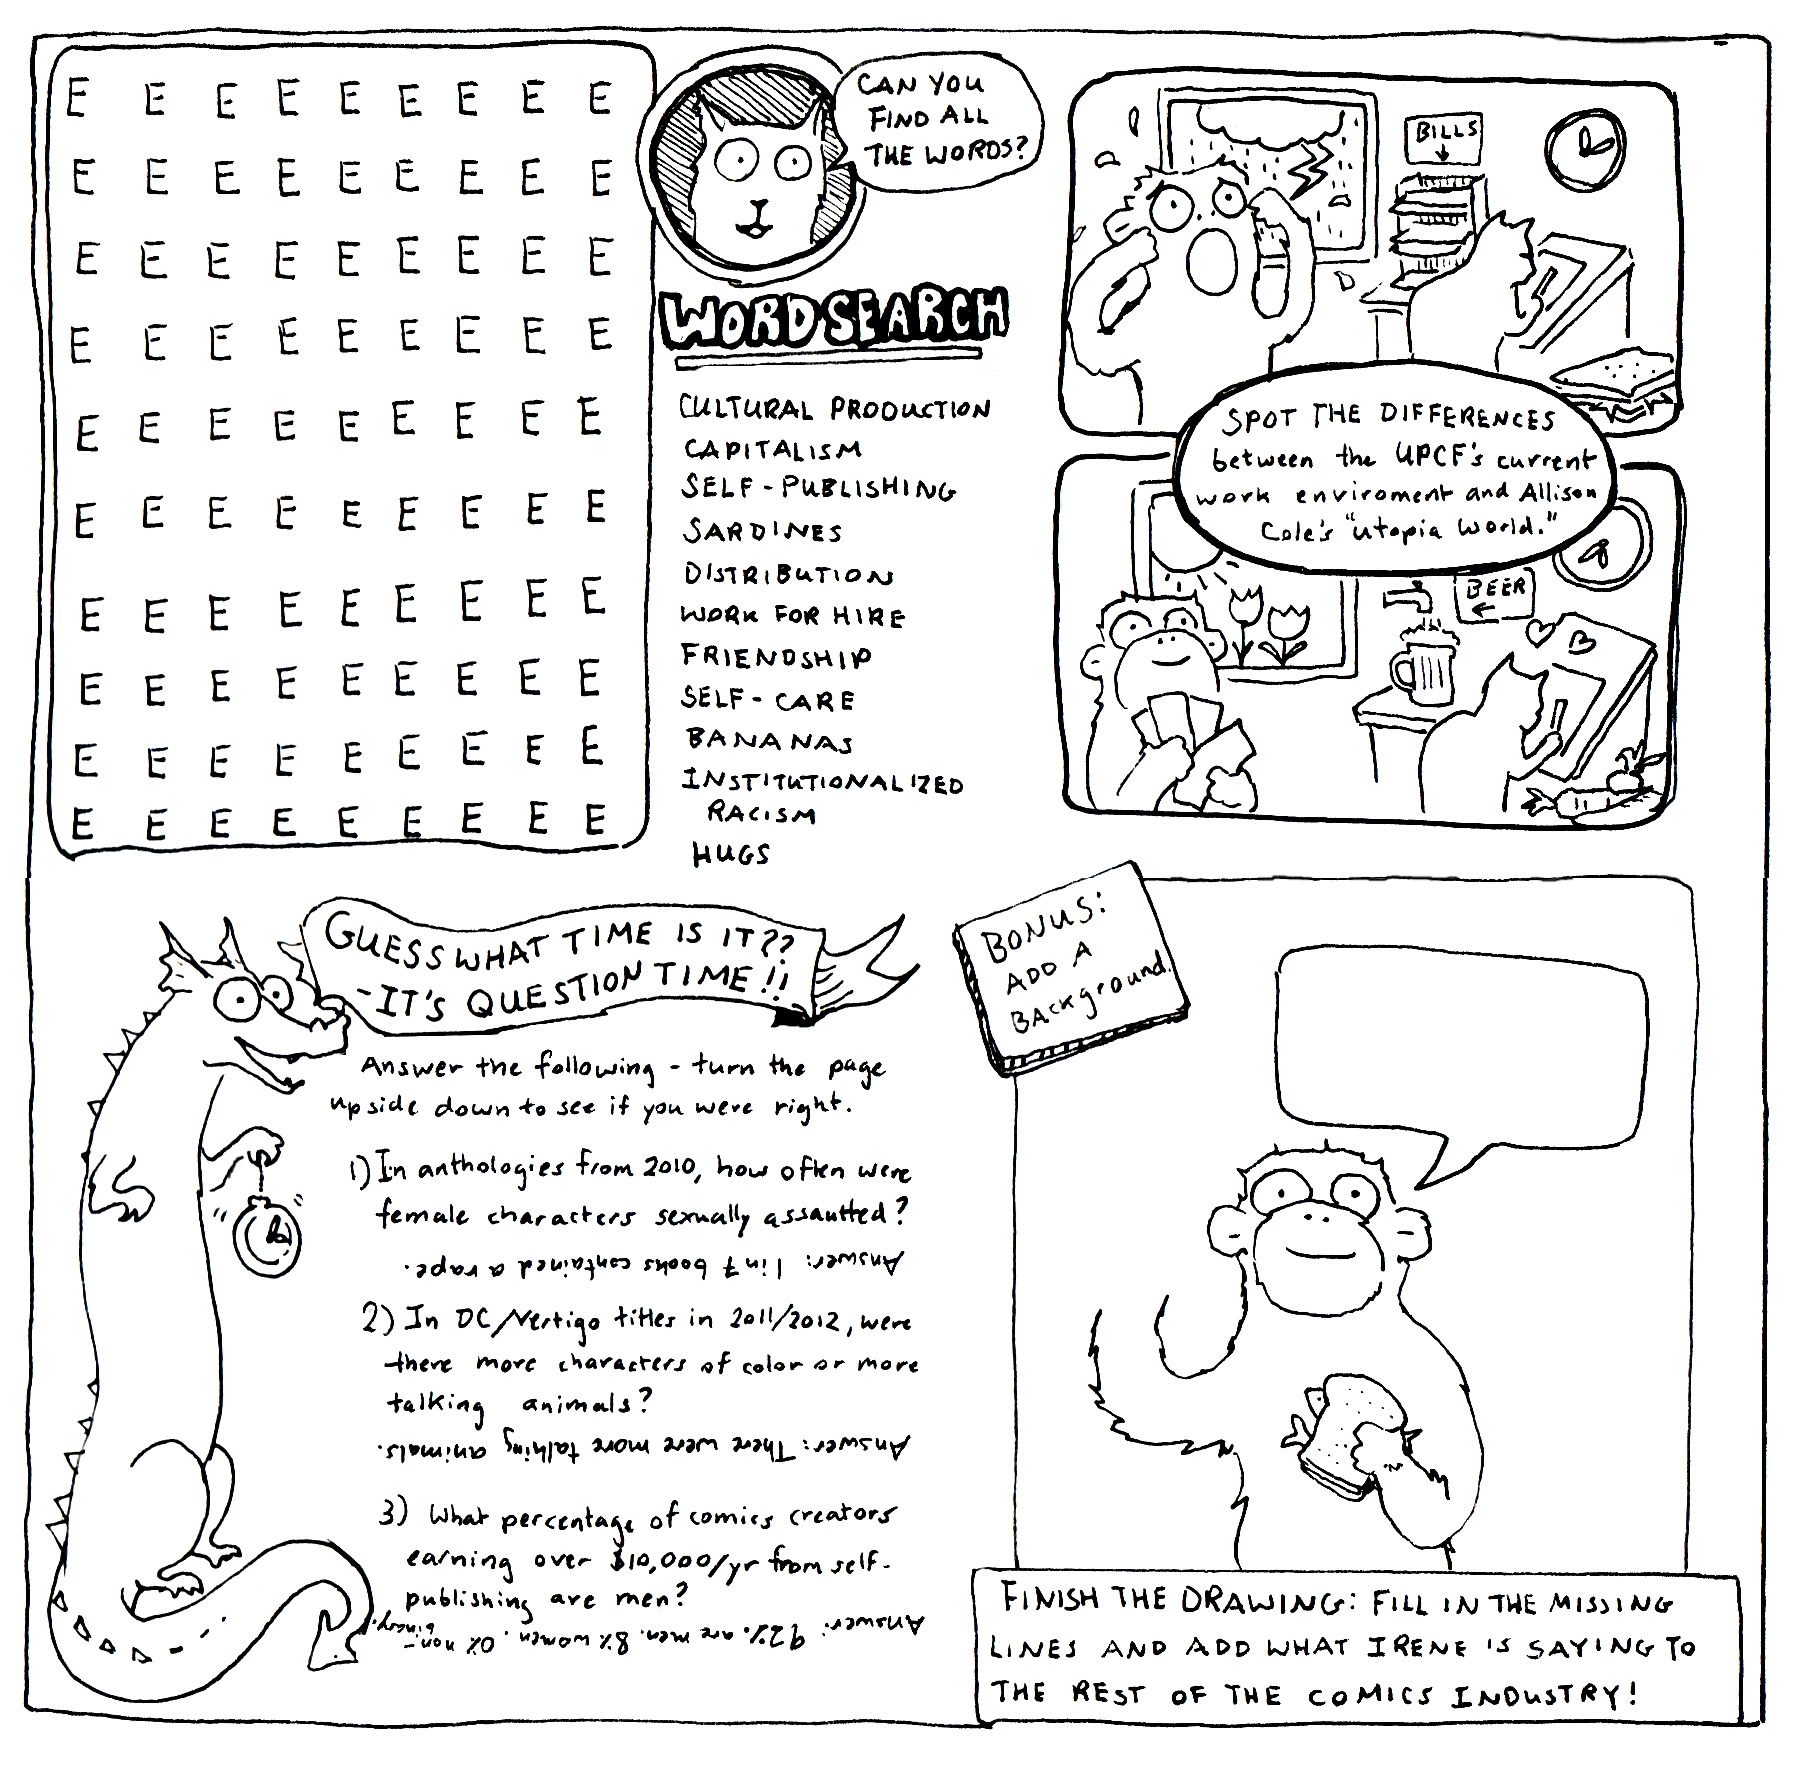 E E E E E E E E E
E E E E E E E E E
E E E E E E E E E
E E E E E E E E E
E E E E E E E E E
E E E E E E E E E
E E E E E E E E E
E E E E E E E E E
E E E E E E E E E
E E E E E E E E E
CAN YOU
FIND ALL
THE WORDS?
WORDSEARCH
CULTURAL PRODUCTION
CAPITALISM
SELF-PUBLISHING
SARDINES
DISTRIBUTION
WORK FOR HIRE
FRIENDSHIP
SELF-CARE
BANANAS
INSTITUTIONALIZED
RACISM
HUGS
BILLS
SPOT THE DIFFERENCES
between the UPCF's current
work enviroment and Allison
Cole's "utopia world."
BEER
GUESS WHAT TIME IS IT??
-IT'S QUESTION TIME!!
Answer the following - turn the page
upside down to see if you were right.
1) In anthologies from 2010, how often were
female characters sexually assautted?
Answer: 1 in 7 books contained a rape.
2) In DC/Vertigo titles in 2011/2012, were
there more characters of color or more
talking animals?
Answer: There were more talking animals.
3) What percentage of comics creators
earning over $10,000/yr from self-
publishing are men?
Answer: 92% are men. 8% women. 0% non-
binary.
BONUS:
ADD A
BACKground.
FINISH THE DRAWING: FILL IN THE MISSING
LINES AND ADD WHAT IRENE IS SAYING TO
THE REST OF THE COMICS INDUSTRY!